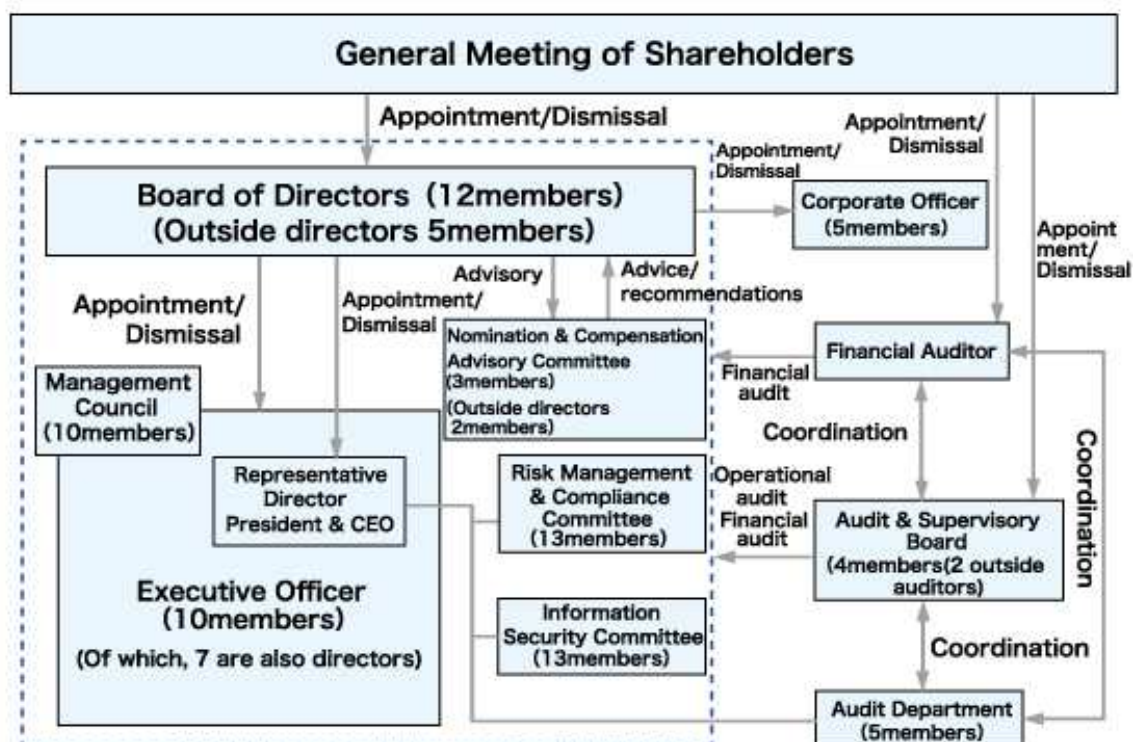 General Meeting of Shareholders
Appointment/Dismissal
Appointment/
Dismissal
Appointment/
Dismissal
Appoint
ment/
Dismissal
Board of Directors (12members)
(Outside directors 5members)
Corporate Officer
(5members)
Appointment/
Dismissal
Appointment/
Dismissal
Advisory
Advice/
recommendations
Nomination & Compensation
Advisory Committee
(3members)
(Outside directors
2members)
Financial Auditor
Financial
audit
Management
Council
(10members)
Coordination
Coordination
Representative
Director
President & CEO
Risk Management
& Compliance
Committee
(13members)
Operational
audit
Financial
audit
Audit & Supervisory
Board
(4members(2 outside
auditors)
Executive Officer
(10members)
(Of which, 7 are also directors)
Information
Security Committee
(13members)
Coordination
Audit Department
(5members)